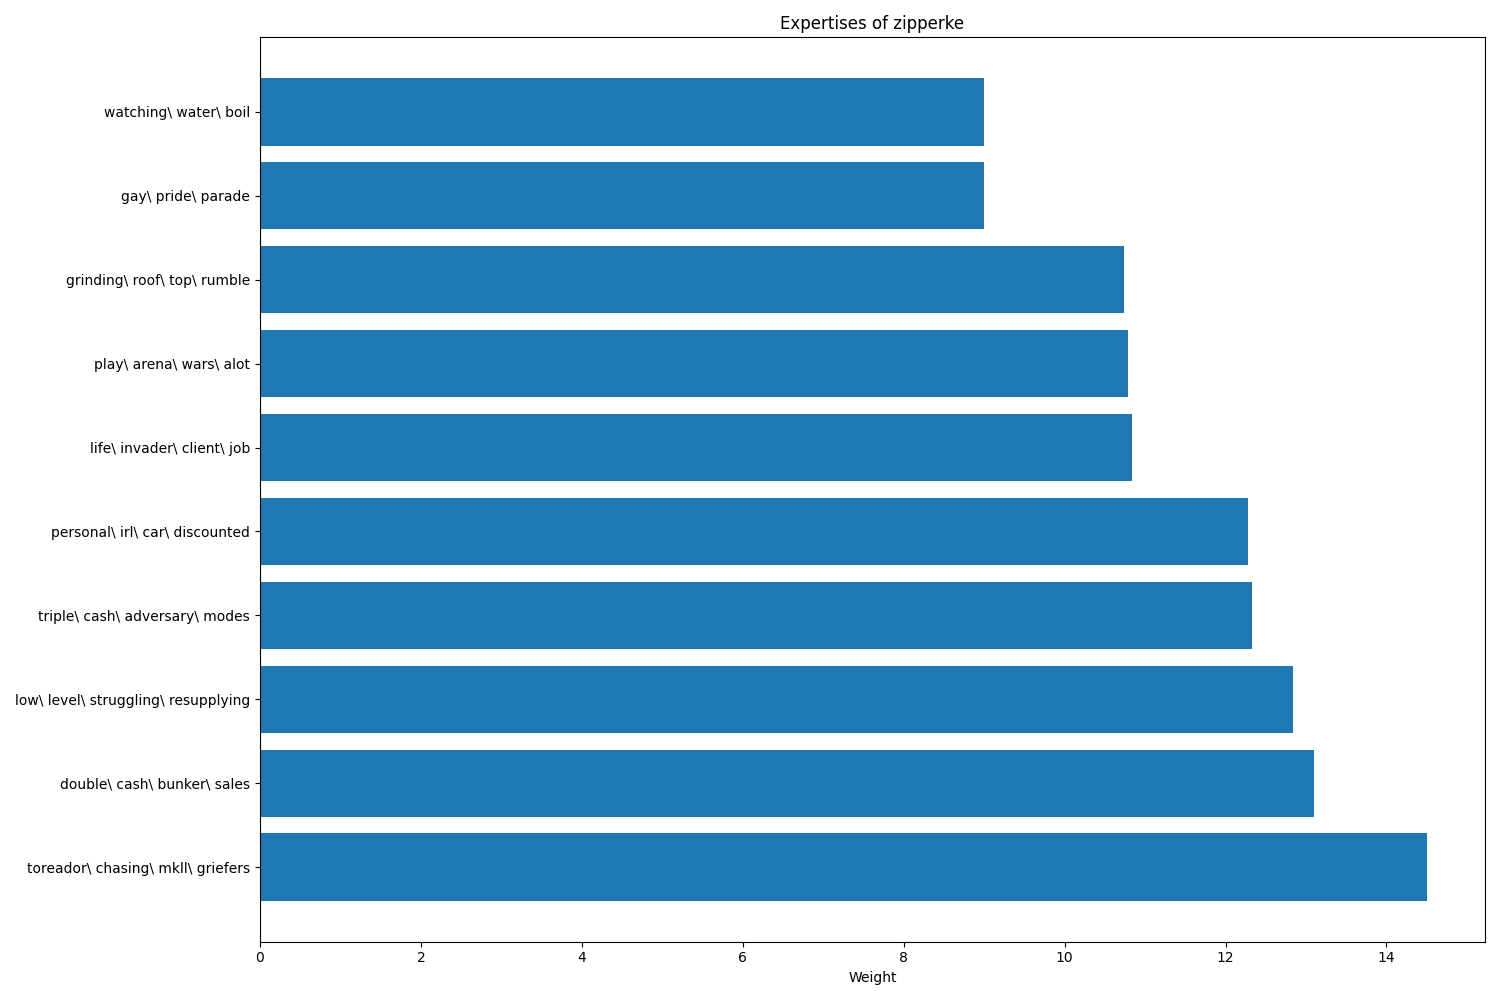 Expertises of zipperke
watching\ water\ boil
gay\ pride\ parade
grinding\ roof\ top\ rumble
play\ arena\ wars\ alot
life\ invader\ client\ job
personal\ irl\ car\ discounted
triple\ cash\ adversary\ modes
low\ level\ struggling\ resupplying
double\ cash\ bunker\ sales
toreador\ chasing\ mkll\ griefers
0 2 4 6 8 10 12 14
Weight